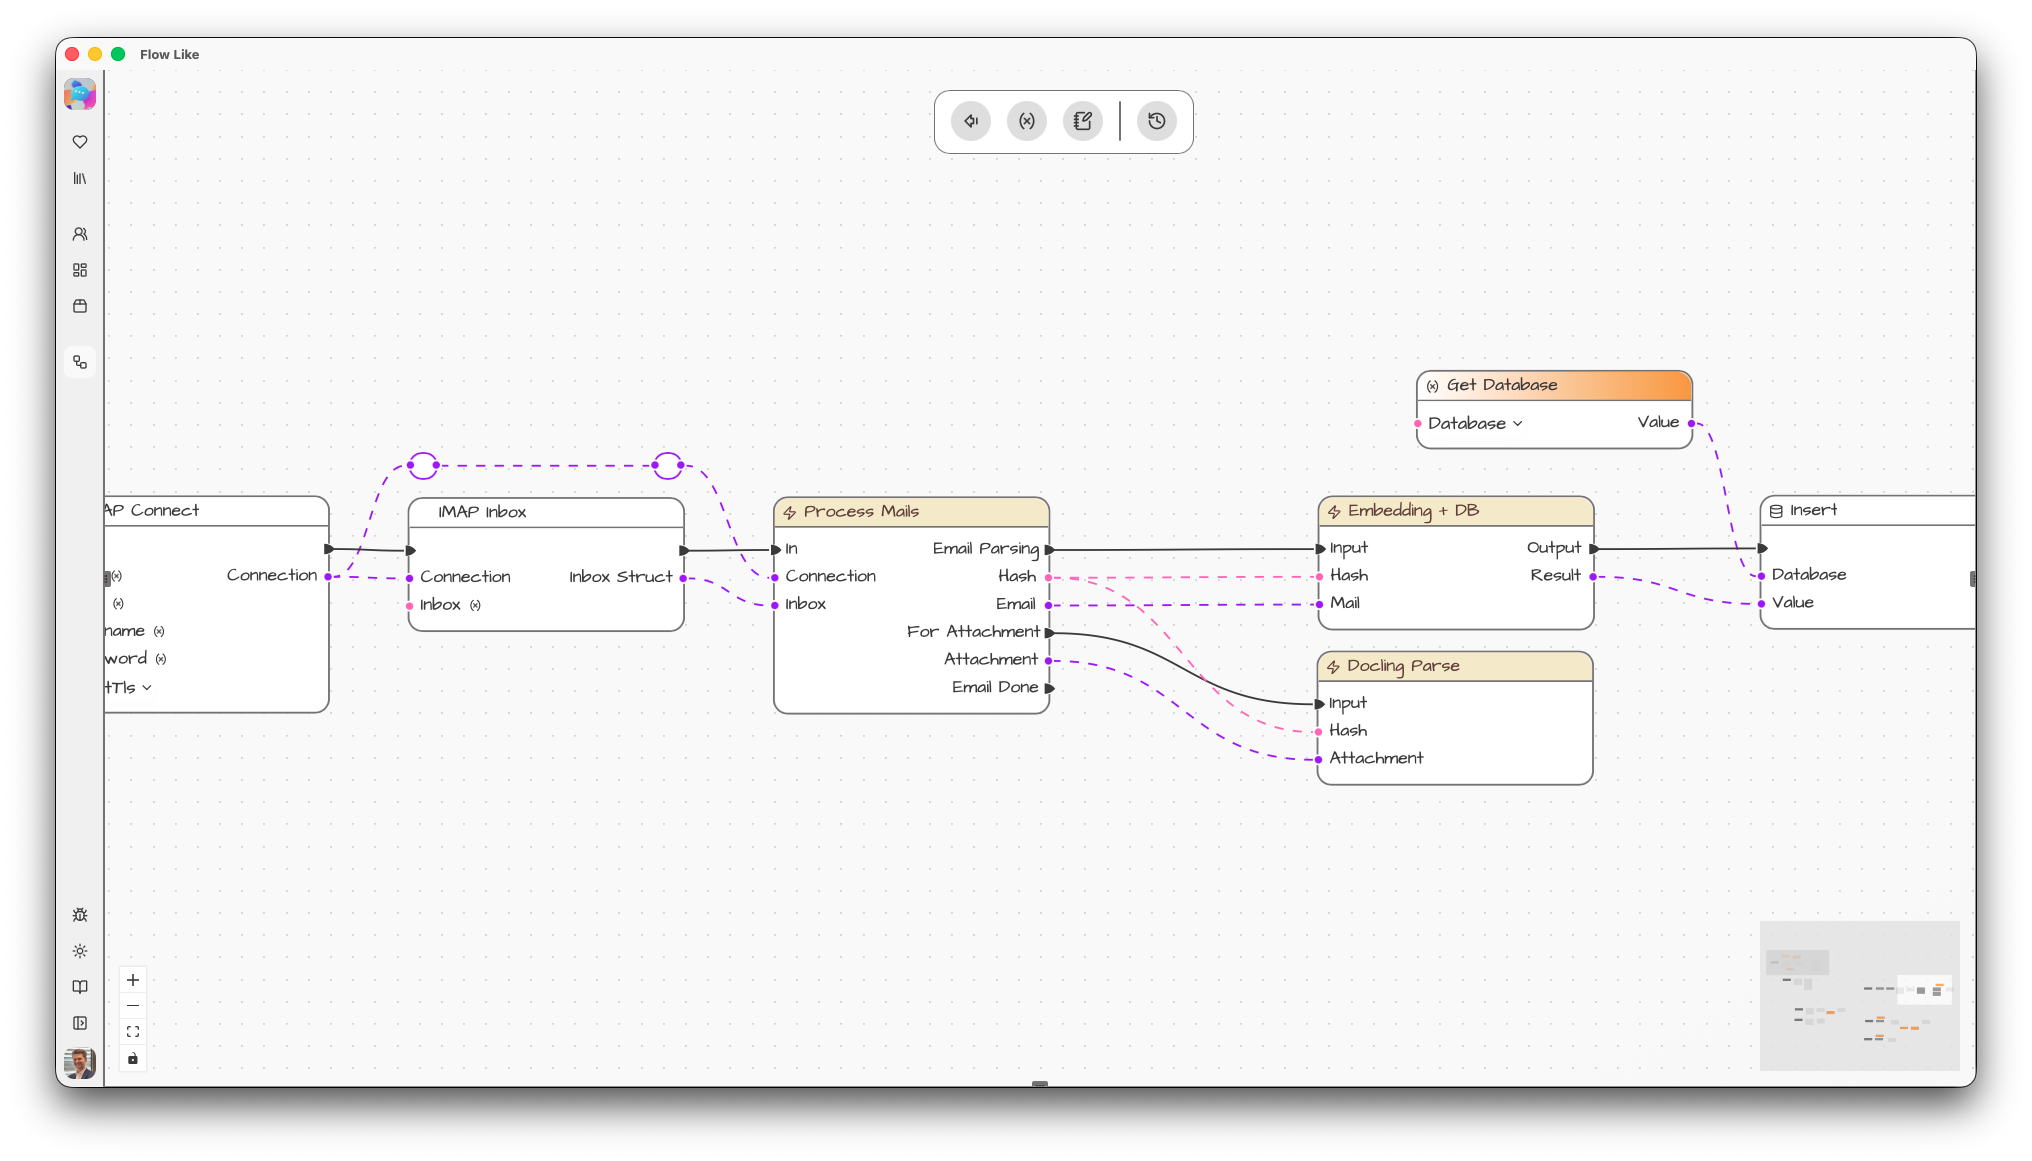 Flow Like
Get Database
Database
Value
AP Connect
Connection
(x)
(x)
name (x)
word (x)
tTls
IMAP Inbox
Connection
Inbox Struct
Inbox (x)
Process Mails
In
Email Parsing
Connection
Hash
Inbox
Email
For Attachment
Attachment
Email Done
Embedding + DB
Input
Output
Hash
Result
Mail
Docling Parse
Input
Hash
Attachment
Insert
Database
Value